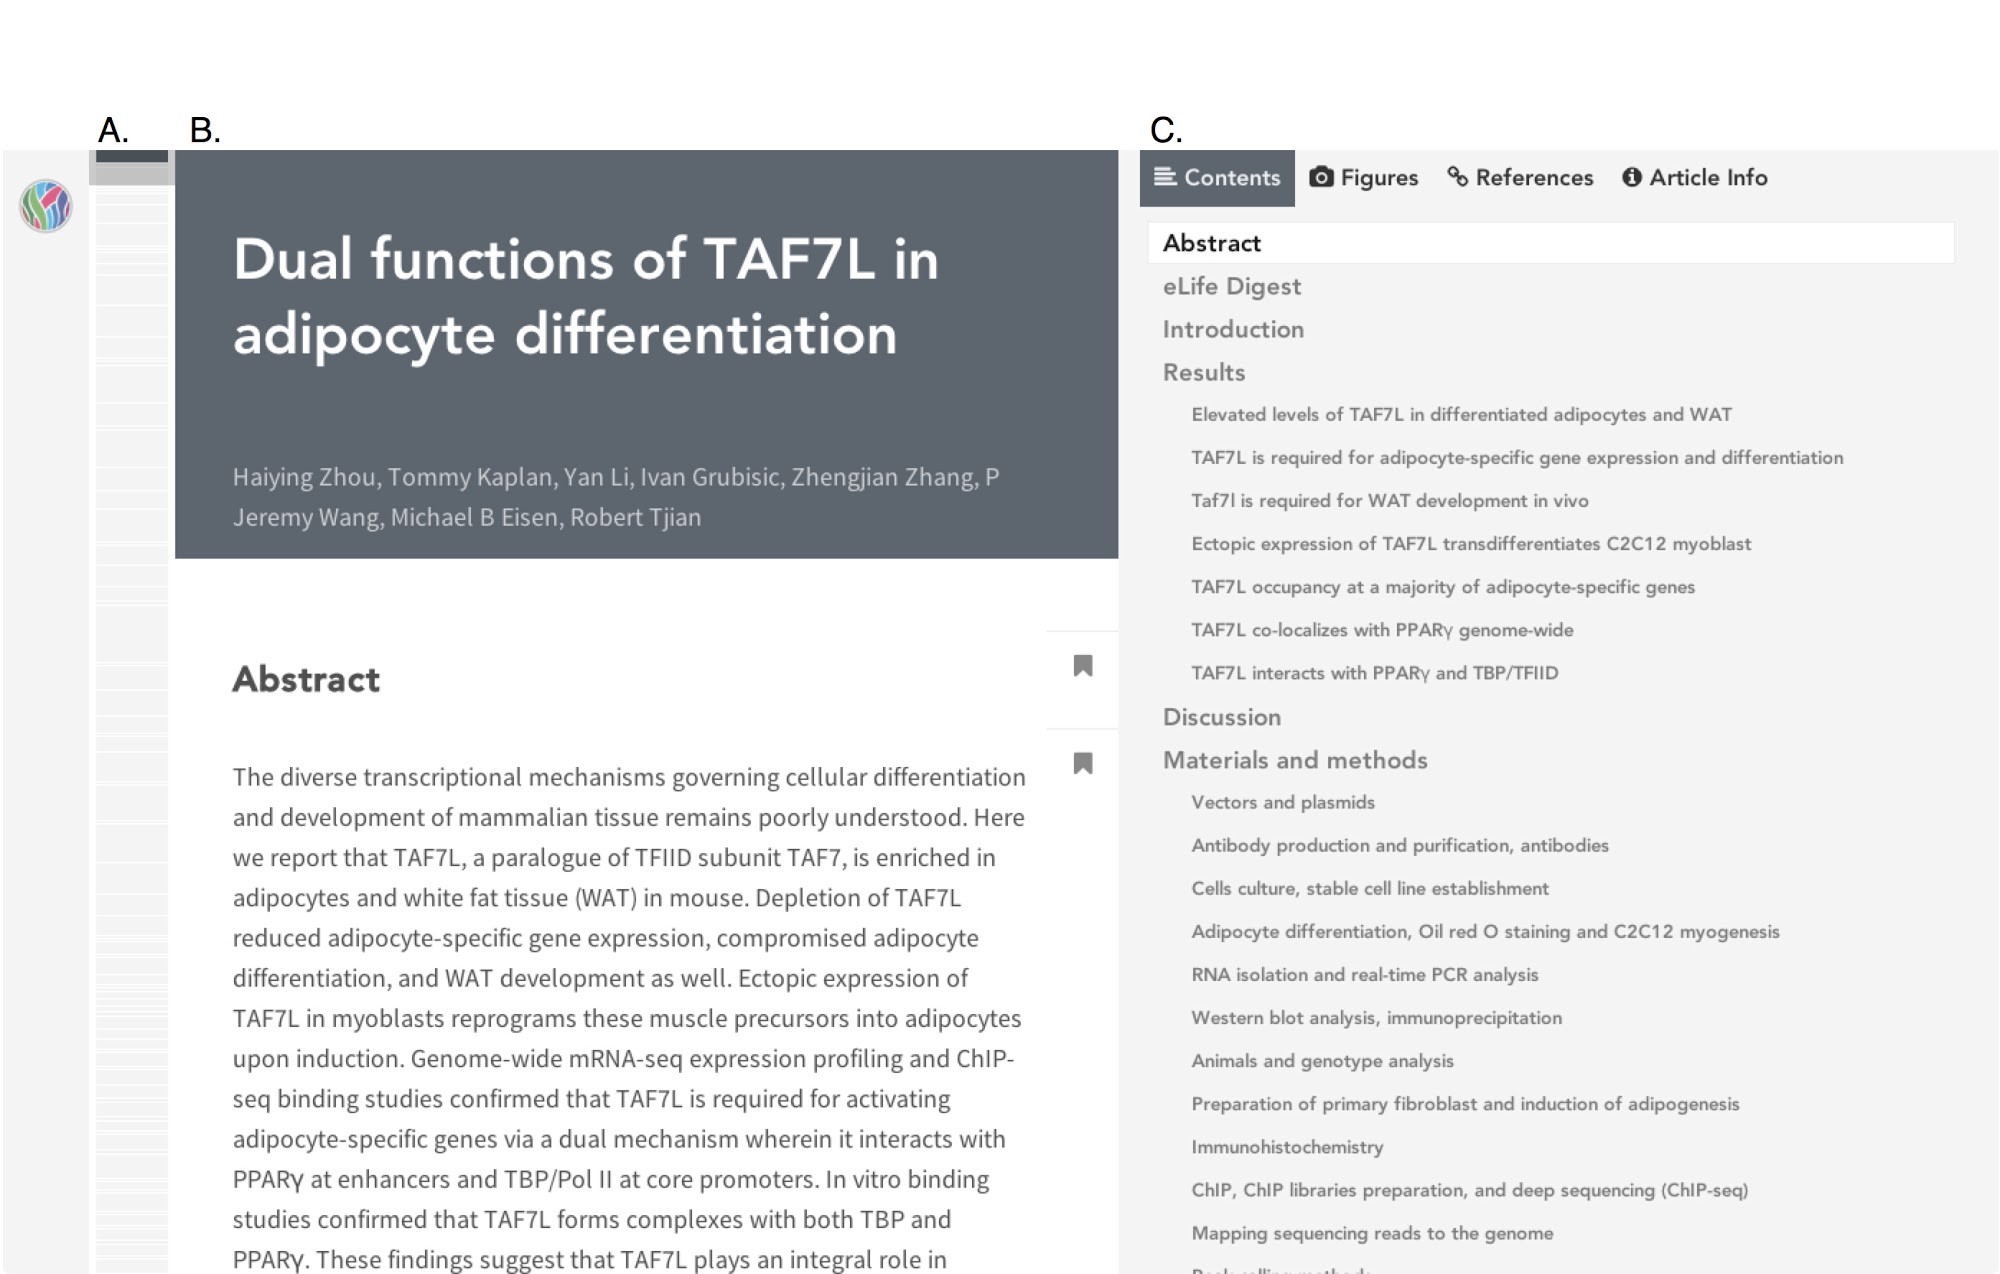 A.
B.
C.
Dual functions of TAF7L in
adipocyte differentiation
Haiying Zhou, Tommy Kaplan, Yan Li, Ivan Grubisic, Zhengjian Zhang, P
Jeremy Wang, Michael B Eisen, Robert Tjian
Abstract
The diverse transcriptional mechanisms governing cellular differentiation
and development of mammalian tissue remains poorly understood. Here
we report that TAF7L, a paralogue of TFIID subunit TAF7, is enriched in
adipocytes and white fat tissue (WAT) in mouse. Depletion of TAF7L
reduced adipocyte-specific gene expression, compromised adipocyte
differentiation, and WAT development as well. Ectopic expression of
TAF7L in myoblasts reprograms these muscle precursors into adipocytes
upon induction. Genome-wide mRNA-seq expression profiling and ChIP-
seq binding studies confirmed that TAF7L is required for activating
adipocyte-specific genes via a dual mechanism wherein it interacts with
PPARγ at enhancers and TBP/Pol II at core promoters. In vitro binding
studies confirmed that TAF7L forms complexes with both TBP and
PPARγ. These findings suggest that TAF7L plays an integral role in
Contents Figures References Article Info
Abstract
eLife Digest
Introduction
Results
Elevated levels of TAF7L in differentiated adipocytes and WAT
TAF7L is required for adipocyte-specific gene expression and differentiation
Taf7l is required for WAT development in vivo
Ectopic expression of TAF7L transdifferentiates C2C12 myoblast
TAF7L occupancy at a majority of adipocyte-specific genes
TAF7L co-localizes with PPARγ genome-wide
TAF7L interacts with PPARγ and TBP/TFIID
Discussion
Materials and methods
Vectors and plasmids
Antibody production and purification, antibodies
Cells culture, stable cell line establishment
Adipocyte differentiation, Oil red O staining and C2C12 myogenesis
RNA isolation and real-time PCR analysis
Western blot analysis, immunoprecipitation
Animals and genotype analysis
Preparation of primary fibroblast and induction of adipogenesis
Immunohistochemistry
ChIP, ChIP libraries preparation, and deep sequencing (ChIP-seq)
Mapping sequencing reads to the genome